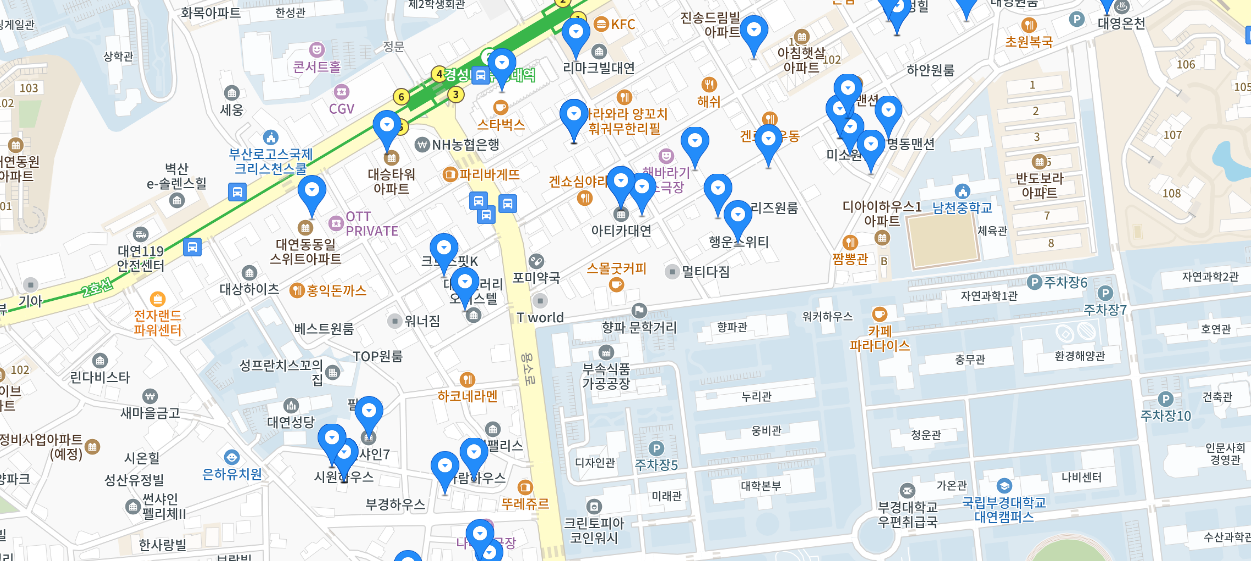 화목아파트
한성관
제2학생회관
KFC
진송드림빌
아파트
대영온천
초원복국
상학관
정문
콘서트홀
리마크빌대연
아침햇살
아파트
102
하얀원룸
103
4
3
6
CGV
세웅
스타벅스
해쉬
훠궈무한리필
NH농협은행
부산로고스국제
크리스천스쿨
대승타워
아파트
파리바게뜨
명동맨션
1
2
3
반도보라
아파트
7
8
107
106
108
벽산
e-솔렌스힐
OTT
PRIVATE
대연동동일
스위트아파트
아티카대연
행운스위티
디아이하우스1
아파트
남천중학교
체육관
짬뽕관
B
대연119
안전센터
2호선
기아
대상하이츠
홍익돈까스
포미약국
스몰굿커피
멀티다짐
전자랜드
파워센터
베스트원룸
워너짐
T world
향파 문학거리
향파관
워커하우스
카페
파라다이스
주차장6
자연과학1관
주차장7
자연과학2관
호연관
TOP원룸
성프란치스꼬의
집
용소로
부속식품
가공공장
충무관
환경해양관
린다비스타
102
새마을금고
하코네라멘
누리관
주차장10
건축관
대연성당
웅비관
청운관
정비사업아파트
(예정)
시온힐
은하유치원
성산유정빌
시원하우스
디자인관
주차장5
대학본부
미래관
가온관
나비센터
인문사회
경영관
썬샤인
펠리체II
부경하우스
뚜레쥬르
크린토피아
코인워시
부경대학교
우편취급국
국립부경대학교
대연캠퍼스
한사랑빌
수산과학관